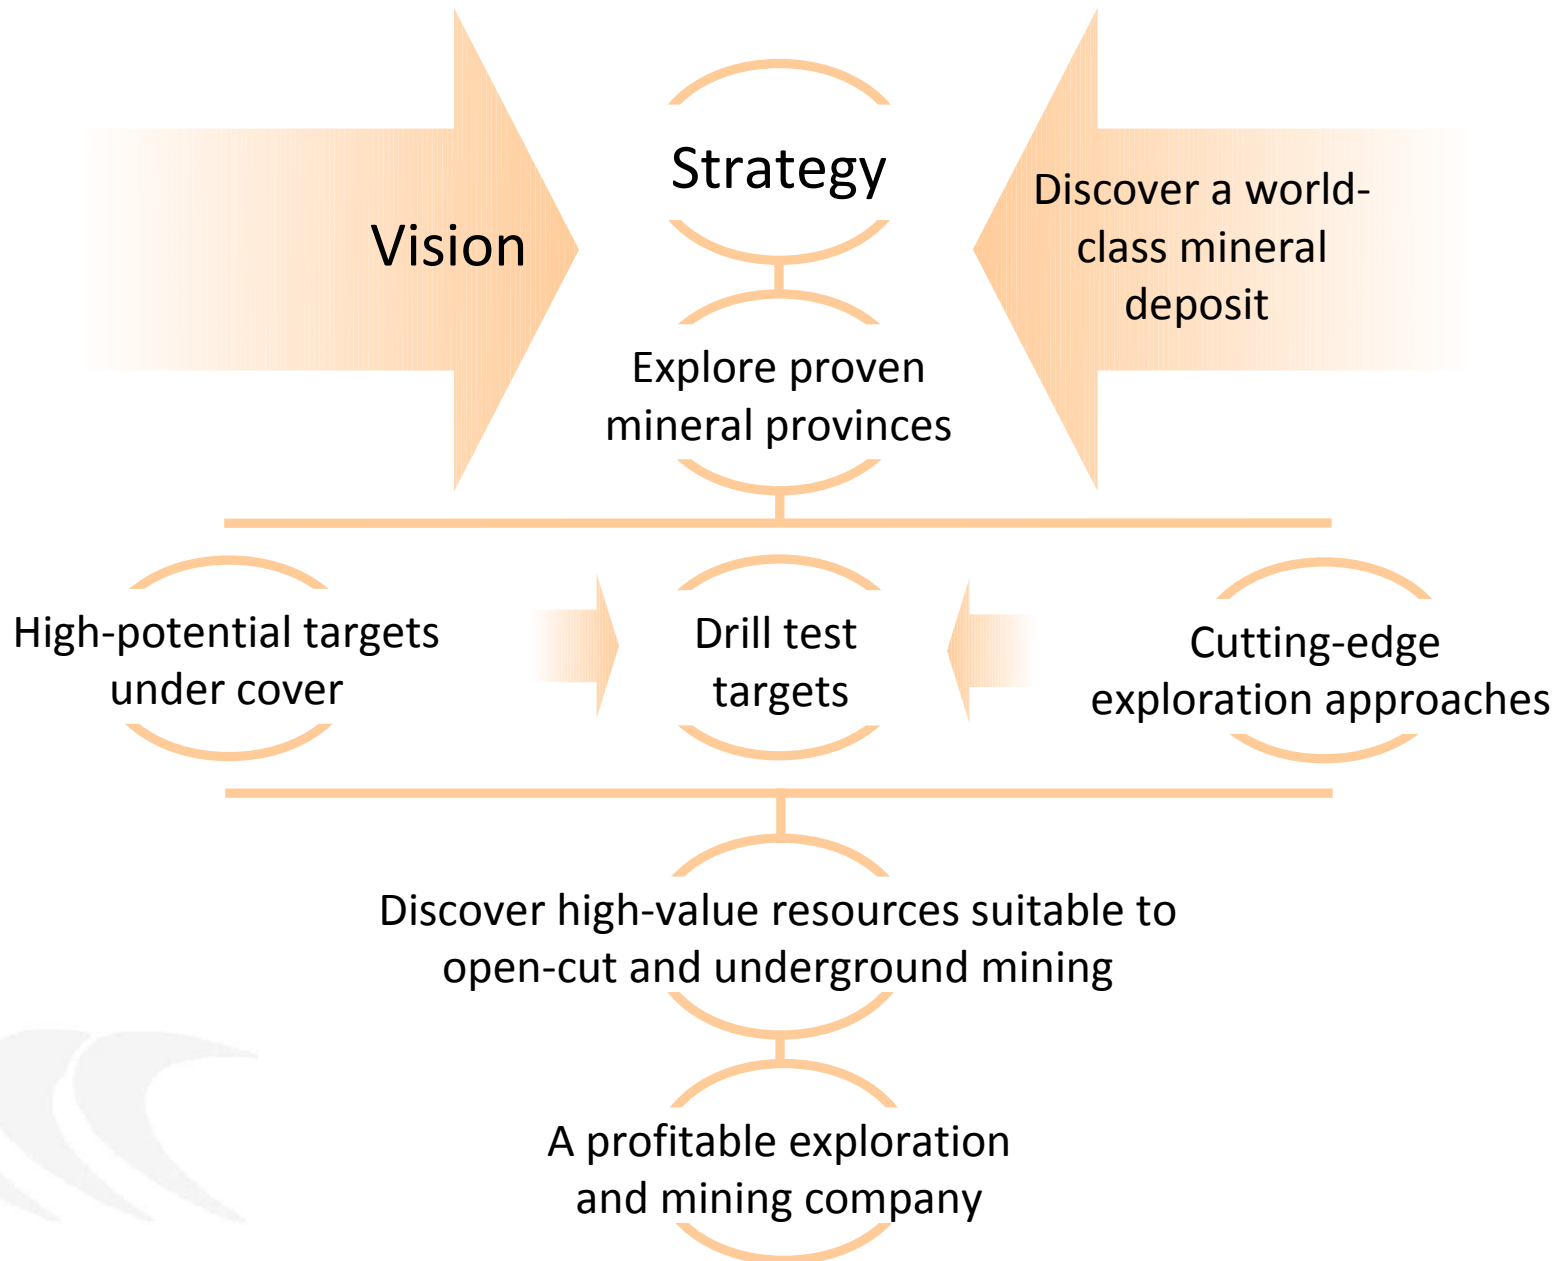 Strategy
Vision
Discover a world-
class mineral
deposit
Explore proven
mineral provinces
High-potential targets
under cover
Drill test
targets
Cutting-edge
exploration approaches
Discover high-value resources suitable to
open-cut and underground mining
A profitable exploration
and mining company